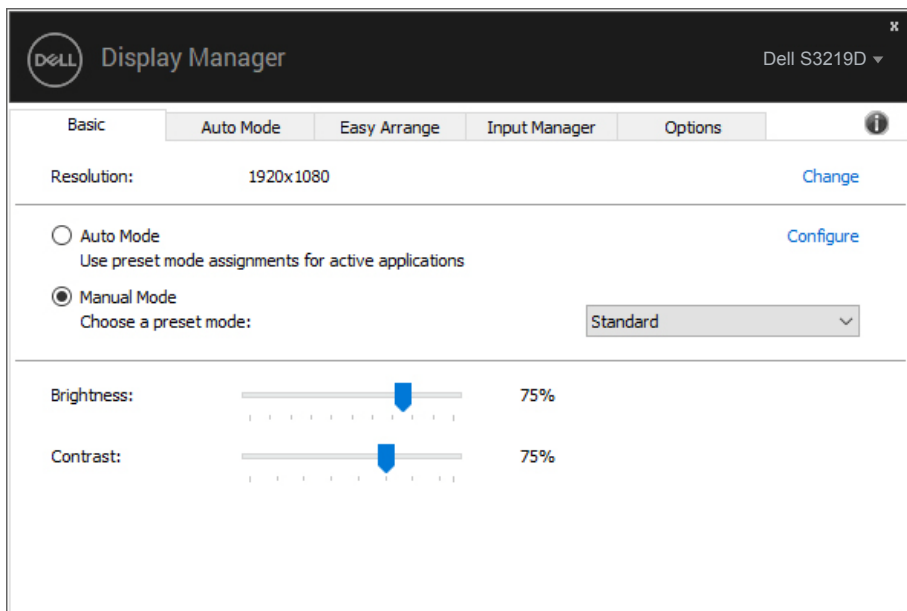 x
DELL Display Manager Dell S3219D
Basic Auto Mode Easy Arrange Input Manager Options i
Resolution: 1920x1080 Change
Auto Mode Configure
Use preset mode assignments for active applications
Manual Mode
Choose a preset mode: Standard
Brightness: 75%
Contrast: 75%